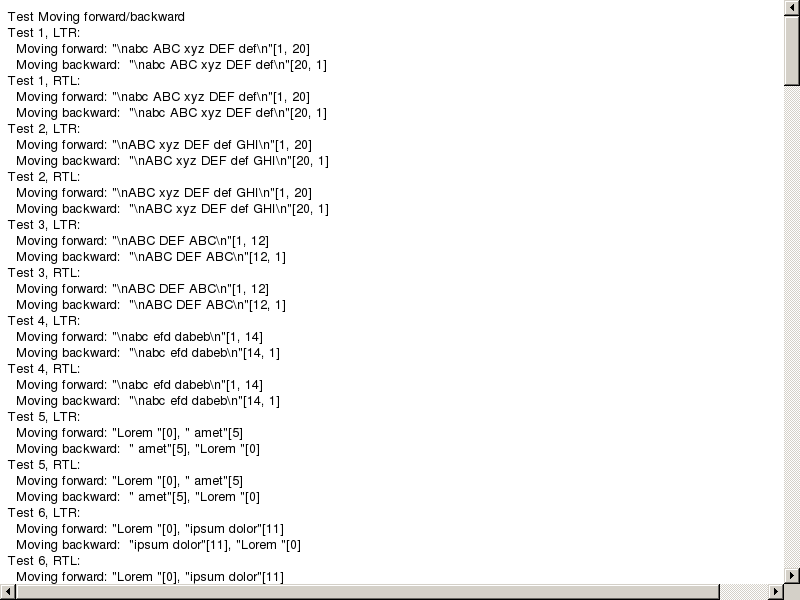 Test Moving forward/backward
Test 1, LTR:
Moving forward: "\nabc ABC xyz DEF def\n"[1, 20]
Moving backward:  "\nabc ABC xyz DEF def\n"[20, 1]
Test 1, RTL:
Moving forward: "\nabc ABC xyz DEF def\n"[1, 20]
Moving backward:  "\nabc ABC xyz DEF def\n"[20, 1]
Test 2, LTR:
Moving forward: "\nABC xyz DEF def GHI\n"[1, 20]
Moving backward:  "\nABC xyz DEF def GHI\n"[20, 1]
Test 2, RTL:
Moving forward: "\nABC xyz DEF def GHI\n"[1, 20]
Moving backward:  "\nABC xyz DEF def GHI\n"[20, 1]
Test 3, LTR:
Moving forward: "\nABC DEF ABC\n"[1, 12]
Moving backward:  "\nABC DEF ABC\n"[12, 1]
Test 3, RTL:
Moving forward: "\nABC DEF ABC\n"[1, 12]
Moving backward:  "\nABC DEF ABC\n"[12, 1]
Test 4, LTR:
Moving forward: "\nabc efd dabeb\n"[1, 14]
Moving backward:  "\nabc efd dabeb\n"[14, 1]
Test 4, RTL:
Moving forward: "\nabc efd dabeb\n"[1, 14]
Moving backward:  "\nabc efd dabeb\n"[14, 1]
Test 5, LTR:
Moving forward: "Lorem "[0], " amet"[5]
Moving backward:  " amet"[5], "Lorem "[0]
Test 5, RTL:
Moving forward: "Lorem "[0], " amet"[5]
Moving backward:  " amet"[5], "Lorem "[0]
Test 6, LTR:
Moving forward: "Lorem "[0], "ipsum dolor"[11]
Moving backward:  "ipsum dolor"[11], "Lorem "[0]
Test 6, RTL:
Moving forward: "Lorem "[0], "ipsum dolor"[11]